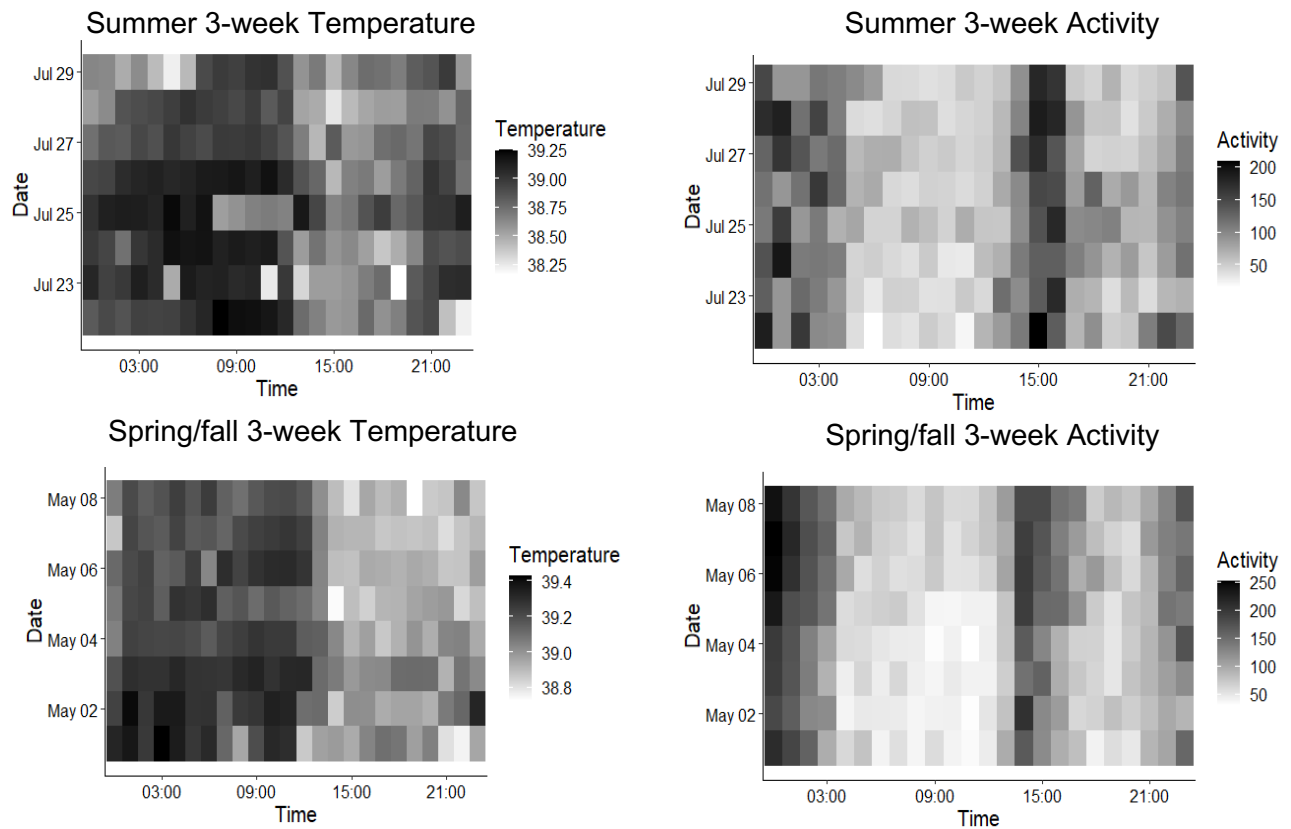 Summer 3-week Temperature
Date
Jul 29
Jul 27
Jul 25
Jul 23
03:00 09:00 15:00 21:00
Time
Temperature
39.25
39.00
38.75
38.50
38.25
Summer 3-week Activity
Date
Jul 29
Jul 27
Jul 25
Jul 23
03:00 09:00 15:00 21:00
Time
Activity
200
150
100
50
Spring/fall 3-week Temperature
Date
May 08
May 06
May 04
May 02
03:00 09:00 15:00 21:00
Time
Temperature
39.4
39.2
39.0
38.8
Spring/fall 3-week Activity
Date
May 08
May 06
May 04
May 02
03:00 09:00 15:00 21:00
Time
Activity
250
200
150
100
50